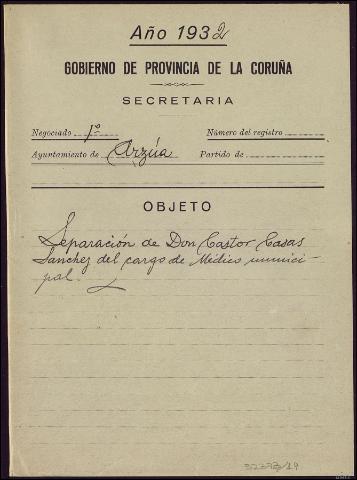 Año 1932
GOBIERNO DE PROVINCIA DE LA CORUÑA
SECRETARIA
Negociado 1º Número del registro
Ayuntamiento de Arzúa Partido de
OBJETO
Separación de Don Castor Casas
Sanchez del cargo de Médico munici-
pal.